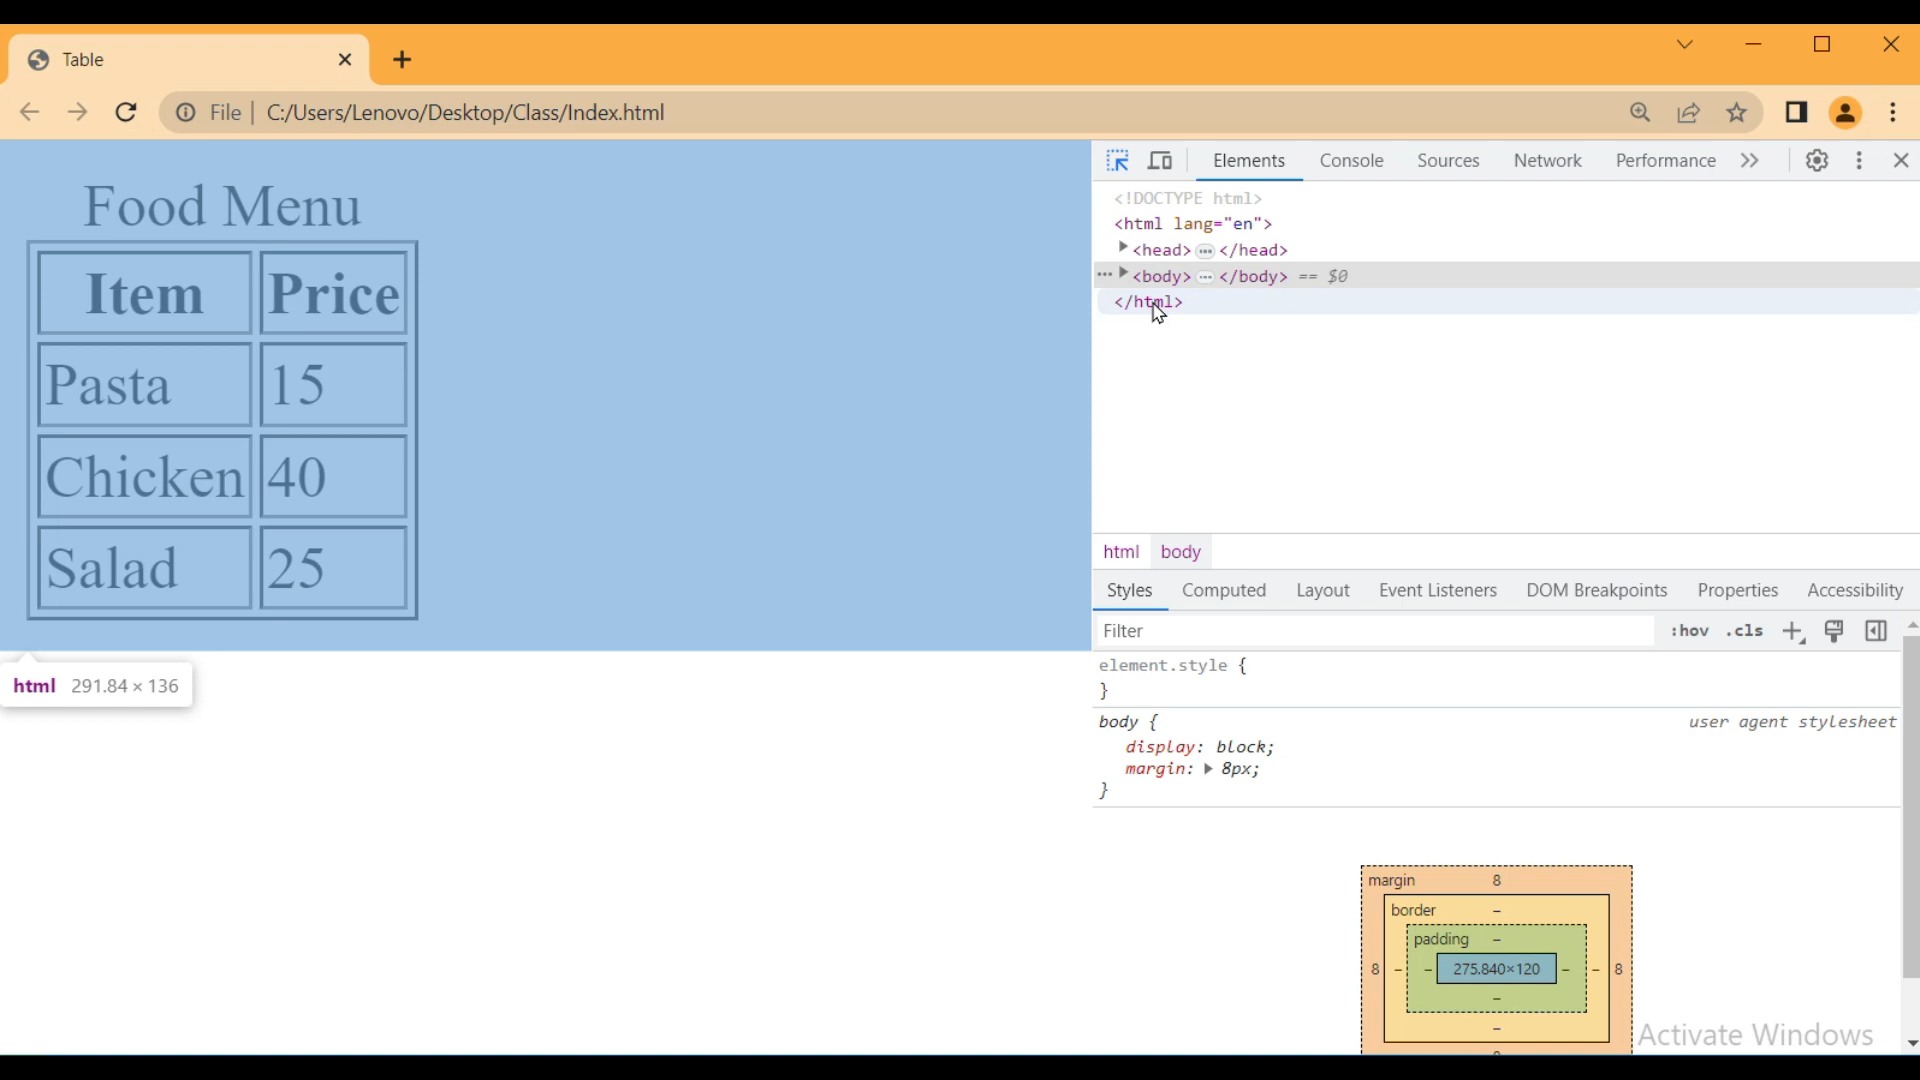 Table
File | C:/Users/Lenovo/Desktop/Class/Index.html
Food Menu
Item Price
Pasta 15
Chicken 40
Salad 25
html 291.84 × 136
Elements Console Sources Network Performance
<!DOCTYPE html>
<html lang="en">
<head> … </head>
… <body> … </body> == $0
</html>
html body
Styles Computed Layout Event Listeners DOM Breakpoints Properties Accessibility
Filter :hov .cls
element.style {
}
body { user agent stylesheet
display: block;
margin: 8px;
}
margin 8
border –
padding –
8 – – 275.840×120 – – 8
–
–
Activate Windows